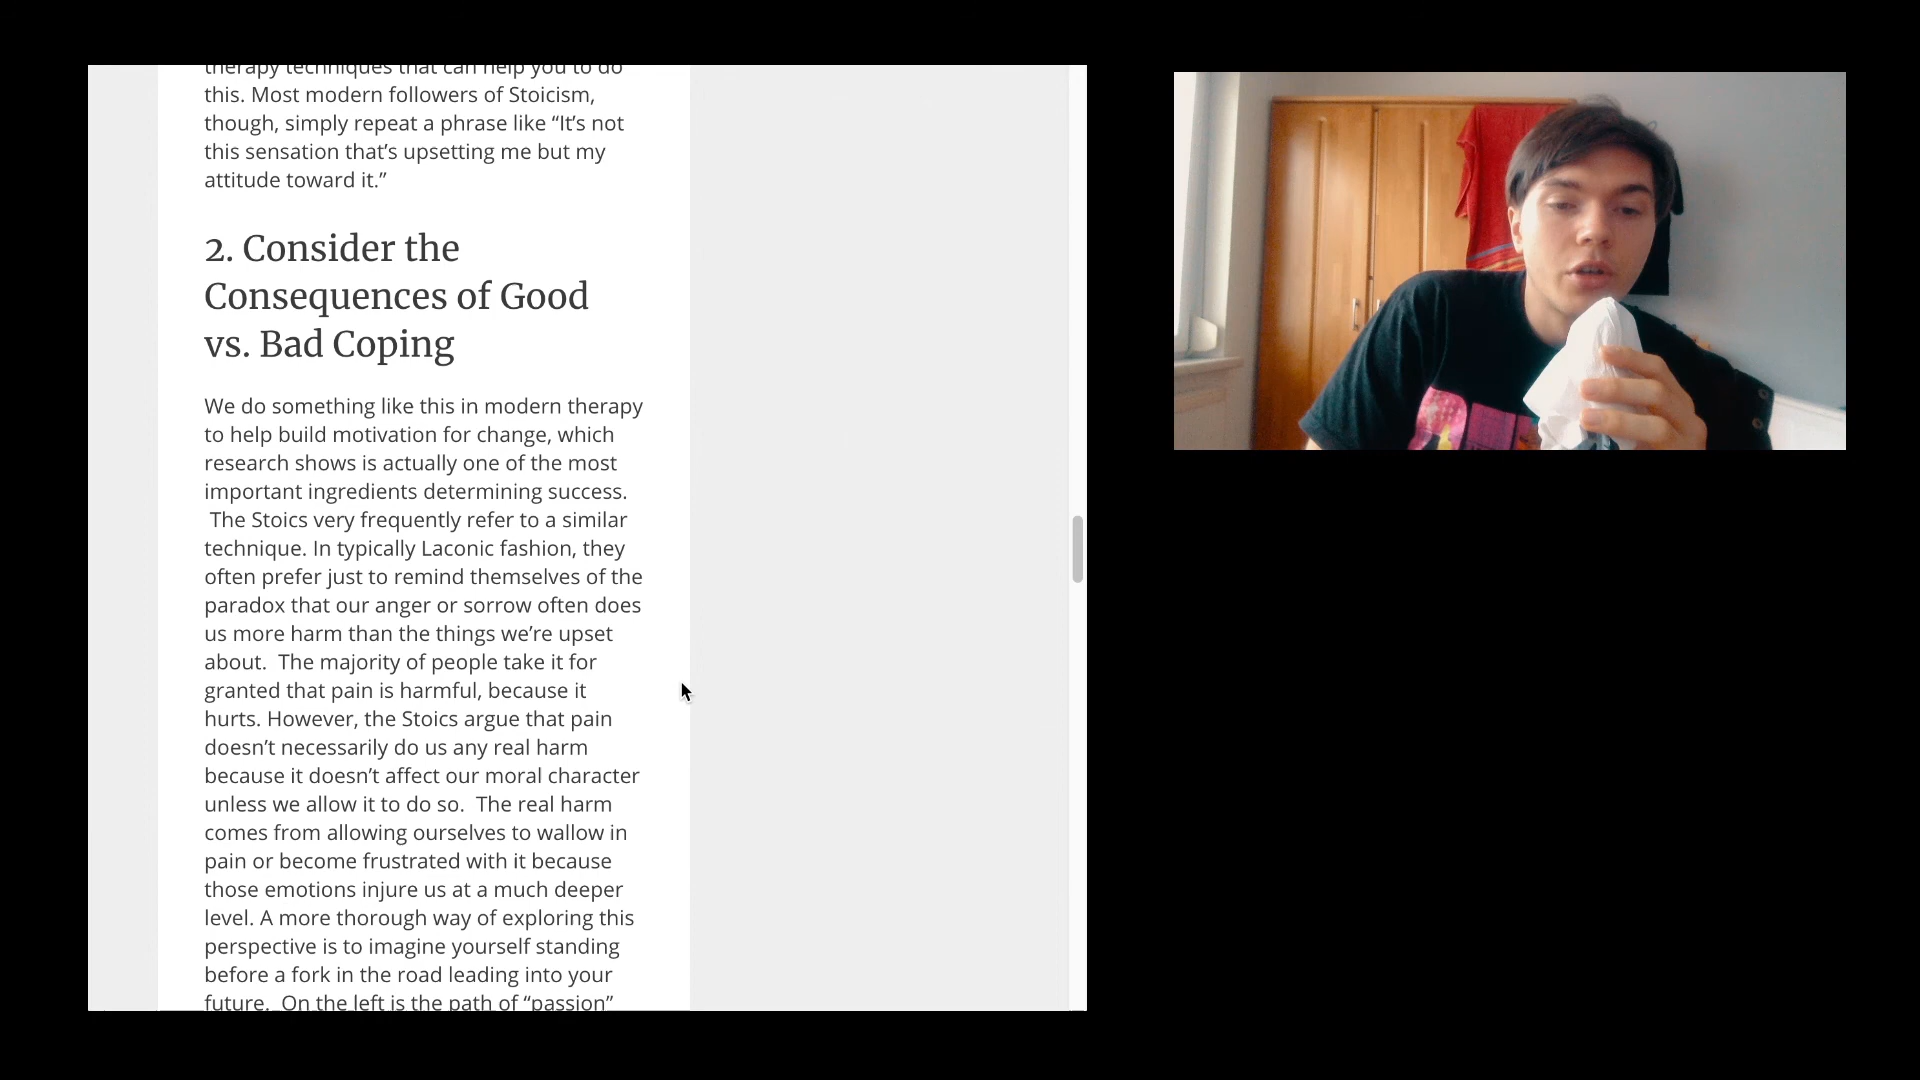 therapy techniques that can help you to do
this. Most modern followers of Stoicism,
though, simply repeat a phrase like “It’s not
this sensation that’s upsetting me but my
attitude toward it.”
2. Consider the
Consequences of Good
vs. Bad Coping
We do something like this in modern therapy
to help build motivation for change, which
research shows is actually one of the most
important ingredients determining success.
The Stoics very frequently refer to a similar
technique. In typically Laconic fashion, they
often prefer just to remind themselves of the
paradox that our anger or sorrow often does
us more harm than the things we’re upset
about.  The majority of people take it for
granted that pain is harmful, because it
hurts. However, the Stoics argue that pain
doesn’t necessarily do us any real harm
because it doesn’t affect our moral character
unless we allow it to do so.  The real harm
comes from allowing ourselves to wallow in
pain or become frustrated with it because
those emotions injure us at a much deeper
level. A more thorough way of exploring this
perspective is to imagine yourself standing
before a fork in the road leading into your
future.  On the left is the path of “passion”